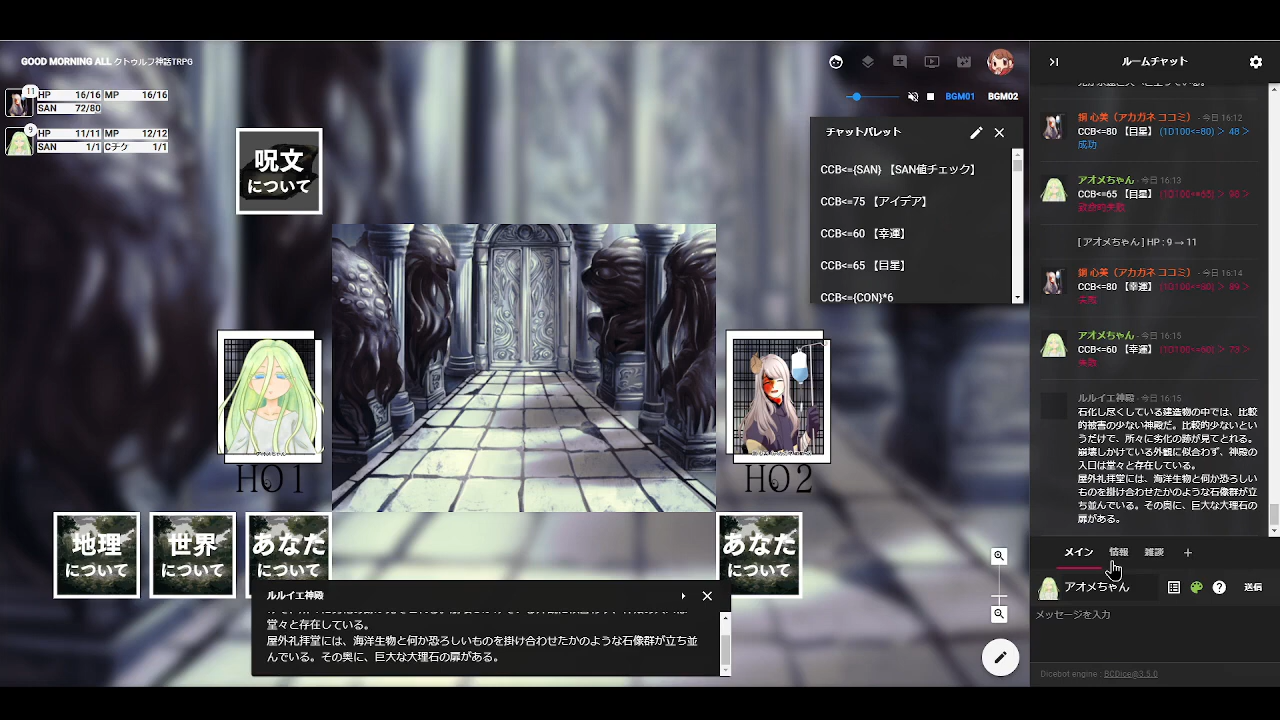 GOOD MORNING ALL クトゥルフ神話TRPG
11
HP 16/16 MP 16/16
SAN 72/80
9
HP 11/11 MP 12/12
SAN 1/1 Cチケ 1/1
BGM01 BGM02
チャットパレット
CCB<={SAN} 【SAN値チェック】
CCB<=75 【アイデア】
CCB<=60 【幸運】
CCB<=65 【目星】
CCB<={CON}*6
呪文
について
HO1
HO2
地理
について
世界
について
あなた
について
あなた
について
ルルイエ神殿
堂々と存在している。
屋外礼拝堂には、海洋生物と何か恐ろしいものを掛け合わせたかのような石像群が立ち並
んでいる。その奥に、巨大な大理石の扉がある。
ルームチャット
銅 心美（アカガネ ココミ） - 今日 16:12
CCB<=80 【目星】 (1D100<=80) > 48 >
成功
アオメちゃん - 今日 16:13
CCB<=65 【目星】 (1D100<=65) > 98 >
致命的失敗
[ アオメちゃん ] HP : 9 → 11
銅 心美（アカガネ ココミ） - 今日 16:14
CCB<=80 【幸運】 (1D100<=80) > 89 >
失敗
アオメちゃん - 今日 16:15
CCB<=60 【幸運】 (1D100<=60) > 73 >
失敗
ルルイエ神殿 - 今日 16:15
石化し尽くしている建造物の中では、比較
的被害の少ない神殿だ。比較的少ないとい
うだけで、所々に劣化の跡が見てとれる。
崩壊しかけている外観に似合わず、神殿の
入口は堂々と存在している。
屋外礼拝堂には、海洋生物と何か恐ろしい
ものを掛け合わせたかのような石像群が立
ち並んでいる。その奥に、巨大な大理石の
扉がある。
メイン 情報 雑談 +
アオメちゃん
送信
メッセージを入力
Dicebot engine : BCDice@3.5.0